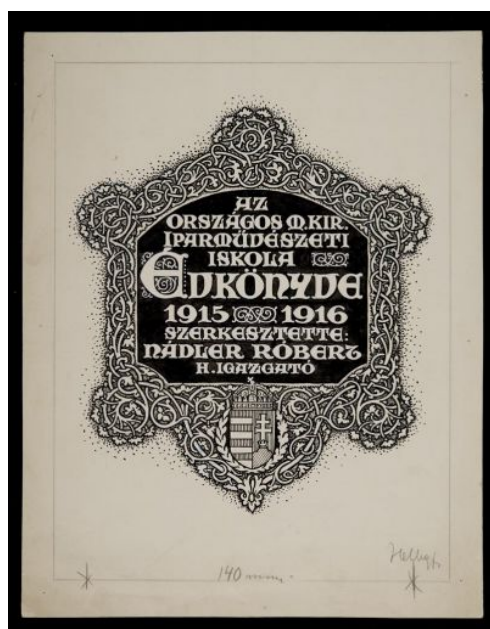 AZ
ORSZÁGOS M.KIR.
IPARMŰVÉSZETI
ISKOLA
ÉVKÖNYVE
1915 1916
SZERKESZTETTE:
NÁDLER RÓBERT
H.IGAZGATÓ
140 mm.